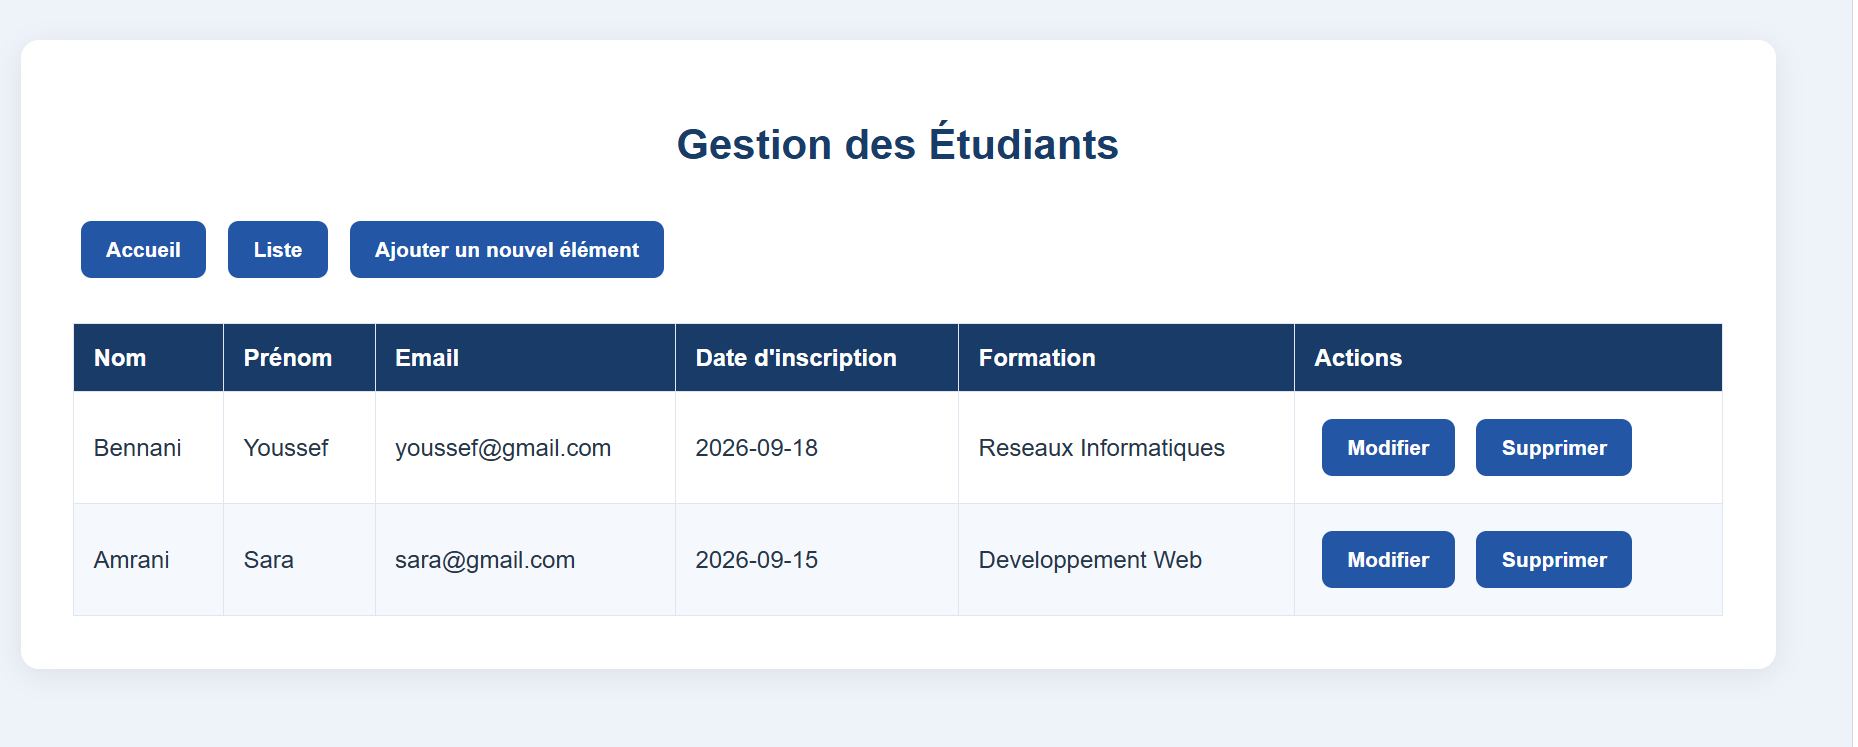 Gestion des Étudiants
Accueil Liste Ajouter un nouvel élément
Nom Prénom Email Date d'inscription Formation Actions
Bennani Youssef youssef@gmail.com 2026-09-18 Reseaux Informatiques Modifier Supprimer
Amrani Sara sara@gmail.com 2026-09-15 Developpement Web Modifier Supprimer